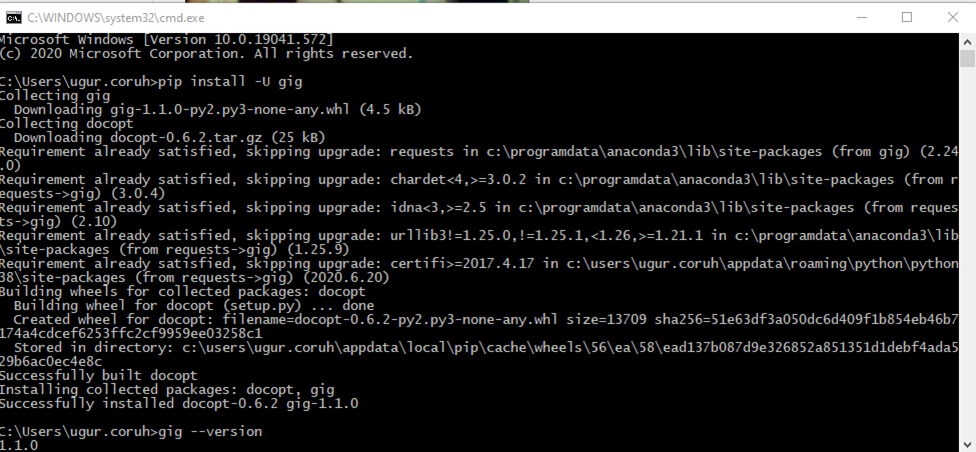 C:\WINDOWS\system32\cmd.exe
Microsoft Windows [Version 10.0.19041.572]
(c) 2020 Microsoft Corporation. All rights reserved.
C:\Users\ugur.coruh>pip install -U gig
Collecting gig
Downloading gig-1.1.0-py2.py3-none-any.whl (4.5 kB)
Collecting docopt
Downloading docopt-0.6.2.tar.gz (25 kB)
Requirement already satisfied, skipping upgrade: requests in c:\programdata\anaconda3\lib\site-packages (from gig) (2.24
.0)
Requirement already satisfied, skipping upgrade: chardet<4,>=3.0.2 in c:\programdata\anaconda3\lib\site-packages (from r
equests->gig) (3.0.4)
Requirement already satisfied, skipping upgrade: idna<3,>=2.5 in c:\programdata\anaconda3\lib\site-packages (from reques
ts->gig) (2.10)
Requirement already satisfied, skipping upgrade: urllib3!=1.25.0,!=1.25.1,<1.26,>=1.21.1 in c:\programdata\anaconda3\lib
\site-packages (from requests->gig) (1.25.9)
Requirement already satisfied, skipping upgrade: certifi>=2017.4.17 in c:\users\ugur.coruh\appdata\roaming\python\python
38\site-packages (from requests->gig) (2020.6.20)
Building wheels for collected packages: docopt
Building wheel for docopt (setup.py) ... done
Created wheel for docopt: filename=docopt-0.6.2-py2.py3-none-any.whl size=13709 sha256=51e63df3a050dc6d409f1b854eb46b7
174a4cdcef6253ffc2cf9959ee03258c1
Stored in directory: c:\users\ugur.coruh\appdata\local\pip\cache\wheels\56\ea\58\ead137b087d9e326852a851351d1debf4ada5
29b6ac0ec4e8c
Successfully built docopt
Installing collected packages: docopt, gig
Successfully installed docopt-0.6.2 gig-1.1.0
C:\Users\ugur.coruh>gig --version
1.1.0